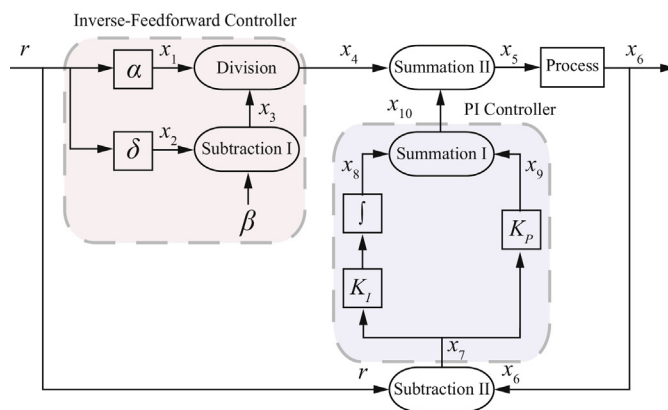 Inverse-Feedforward Controller
r
α
x₁
Division
x₄
Summation II
x₅
Process
x₆
x₃
x₁₀
PI Controller
δ
x₂
Subtraction I
x₈
Summation I
x₉
β
∫
K_P
K_I
x₇
r
Subtraction II
x₆